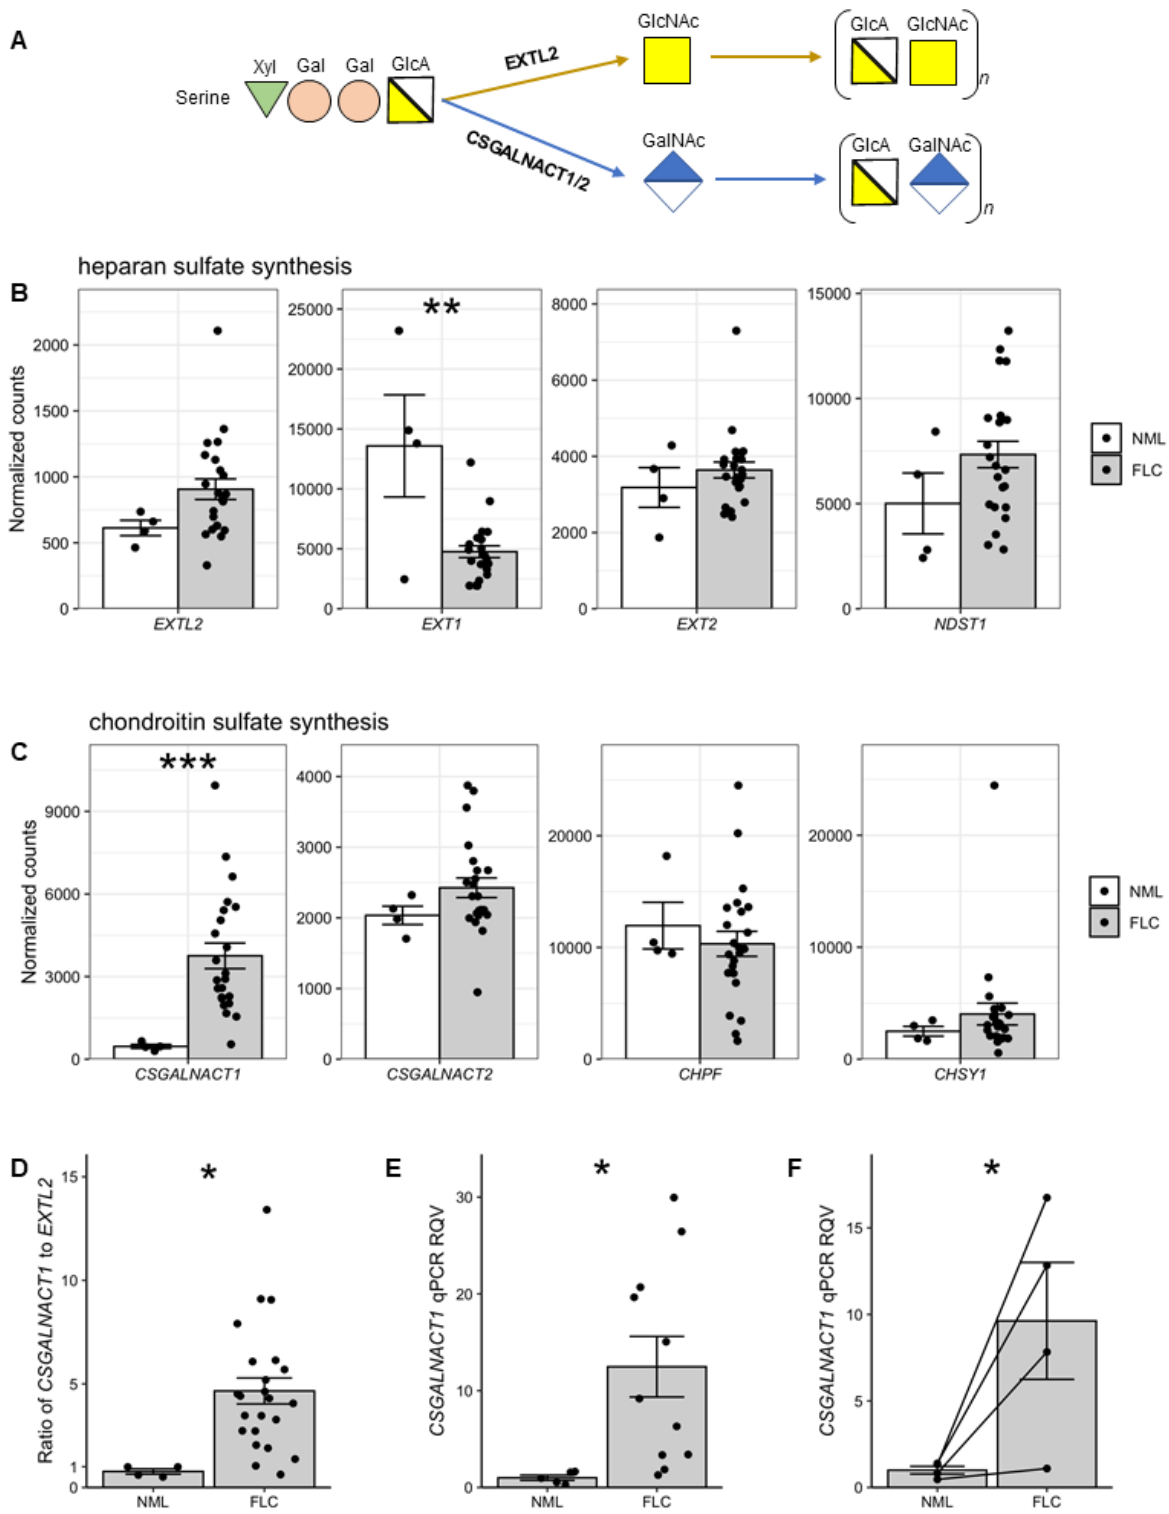 A
Serine
Xyl Gal Gal GlcA
EXTL2
CSGALNACT1/2
GlcNAc
GlcA GlcNAc
n
GalNAc
GlcA GalNAc
n
heparan sulfate synthesis
B
Normalized counts
0 500 1000 1500 2000
EXTL2
**
0 5000 10000 15000 20000 25000
EXT1
0 2000 4000 6000 8000
EXT2
0 5000 10000 15000
NDST1
NML
FLC
chondroitin sulfate synthesis
C
Normalized counts
***
0 3000 6000 9000
CSGALNACT1
0 1000 2000 3000 4000
CSGALNACT2
0 10000 20000
CHPF
0 10000 20000
CHSY1
NML
FLC
D
Ratio of CSGALNACT1 to EXTL2
*
0 1 5 10 15
NML FLC
E
CSGALNACT1 qPCR RQV
*
0 10 20 30
NML FLC
F
CSGALNACT1 qPCR RQV
*
0 5 10 15
NML FLC